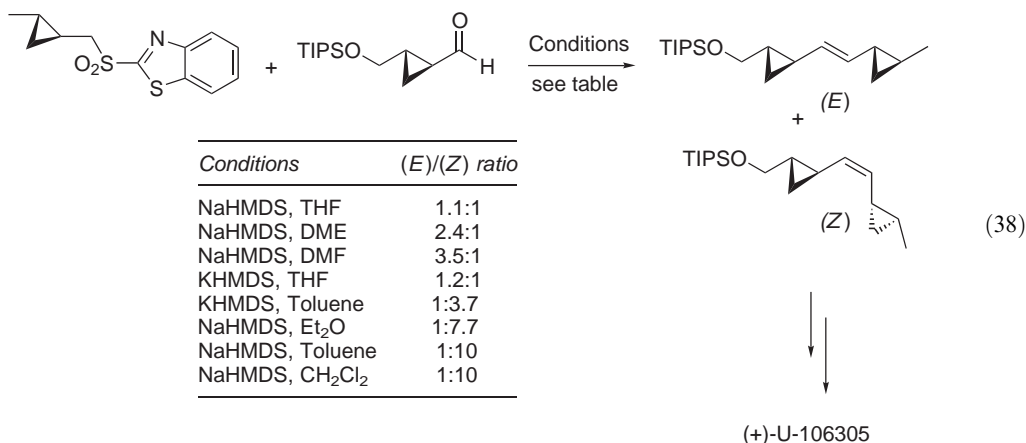 O
TIPSO
N
S
O2
S
+
H
Conditions
see table
TIPSO
(E)
+
Conditions (E)/(Z) ratio
NaHMDS, THF 1.1:1
NaHMDS, DME 2.4:1
NaHMDS, DMF 3.5:1
KHMDS, THF 1.2:1
KHMDS, Toluene 1:3.7
NaHMDS, Et2O 1:7.7
NaHMDS, Toluene 1:10
NaHMDS, CH2Cl2 1:10
TIPSO
(Z)
(38)
(+)-U-106305